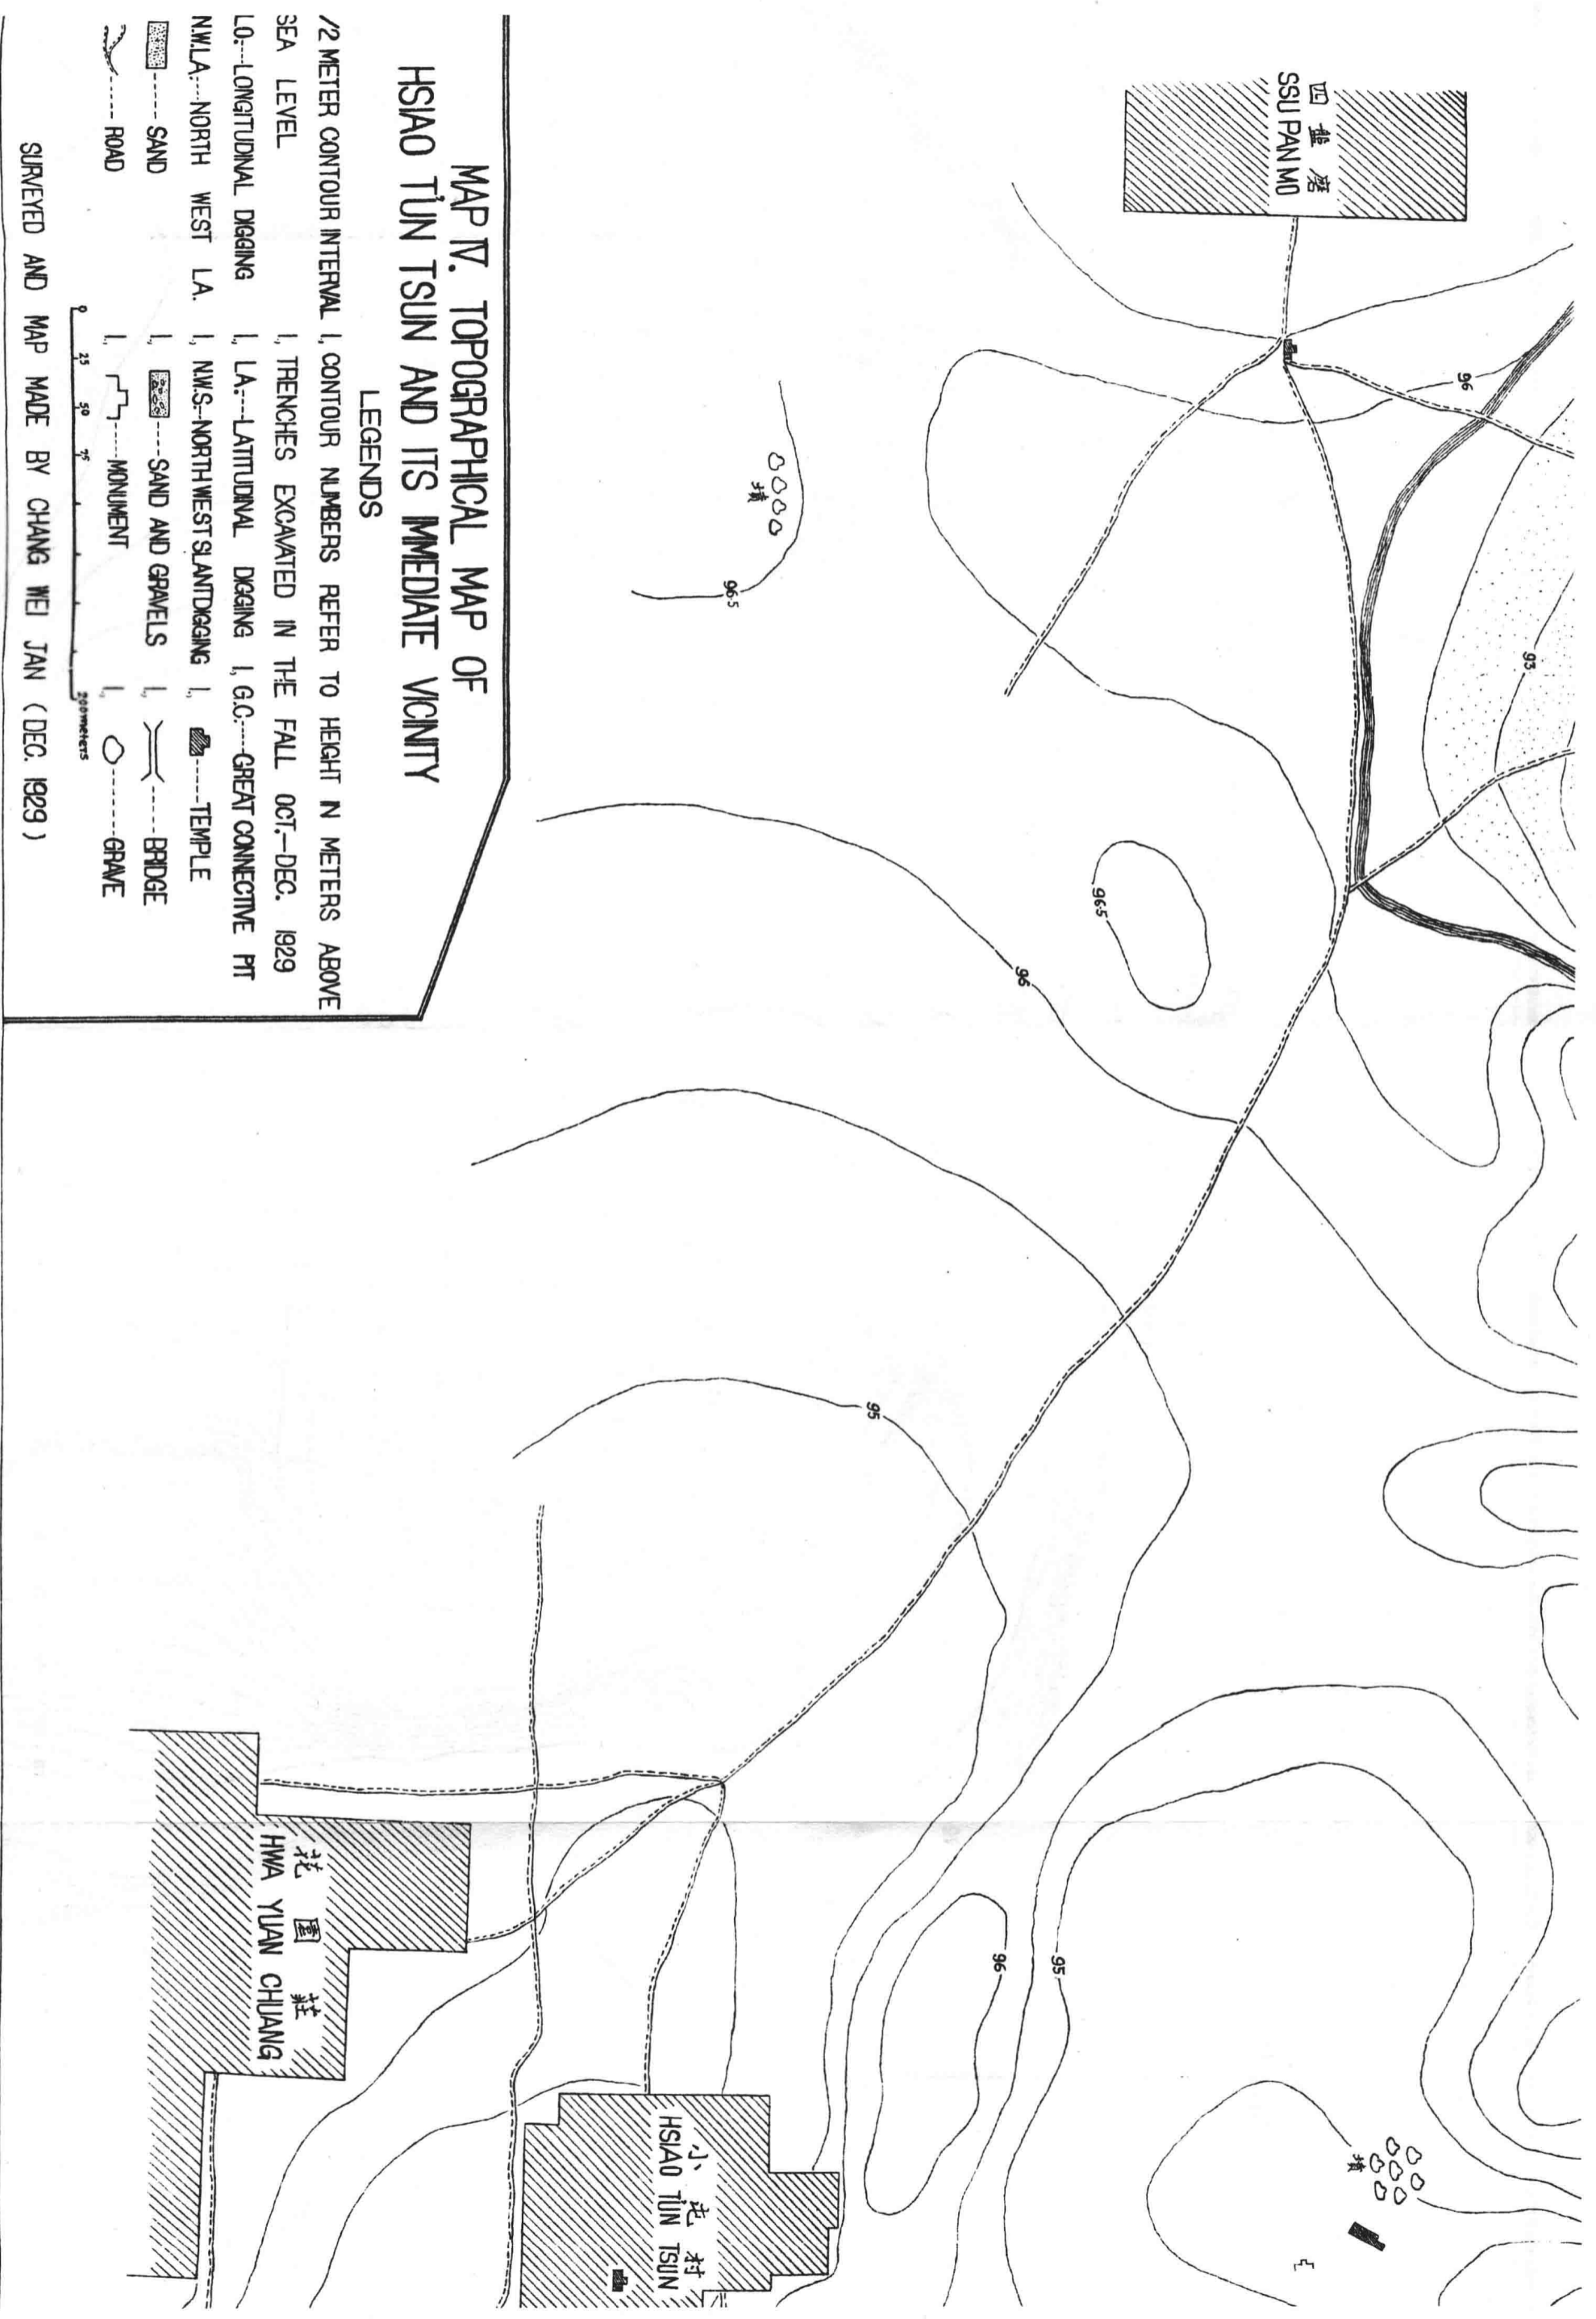 MAP IV. TOPOGRAPHICAL MAP OF
HSIAO T'UN TSUN AND ITS IMMEDIATE VICINITY
LEGENDS
1/2 METER CONTOUR INTERVAL I, CONTOUR NUMBERS REFER TO HEIGHT N METERS ABOVE
SEA LEVEL I, TRENCHES EXCAVATED IN THE FALL OCT.—DEC. 1929
LO.---LONGITUDINAL DIGGING I, LA.---LATITUDINAL DIGGING I, G.C.---GREAT CONNECTIVE PIT
N.W.LA.---NORTH WEST LA. I, N.W.S.--NORTH WEST SLANT DIGGING I, ------TEMPLE
------SAND I, -----SAND AND GRAVELS I, -----BRIDGE
------ROAD I, -----MONUMENT I, ------GRAVE
0 25 50 75 200 meters
SURVEYED AND MAP MADE BY CHANG WEI JAN (DEC. 1929)
四盤磨
SSU PAN MO
96
93
墳
96.5
96.5
96
95
96
95
墳
小屯村
HSIAO T'UN TSUN
花園莊
HWA YUAN CHUANG